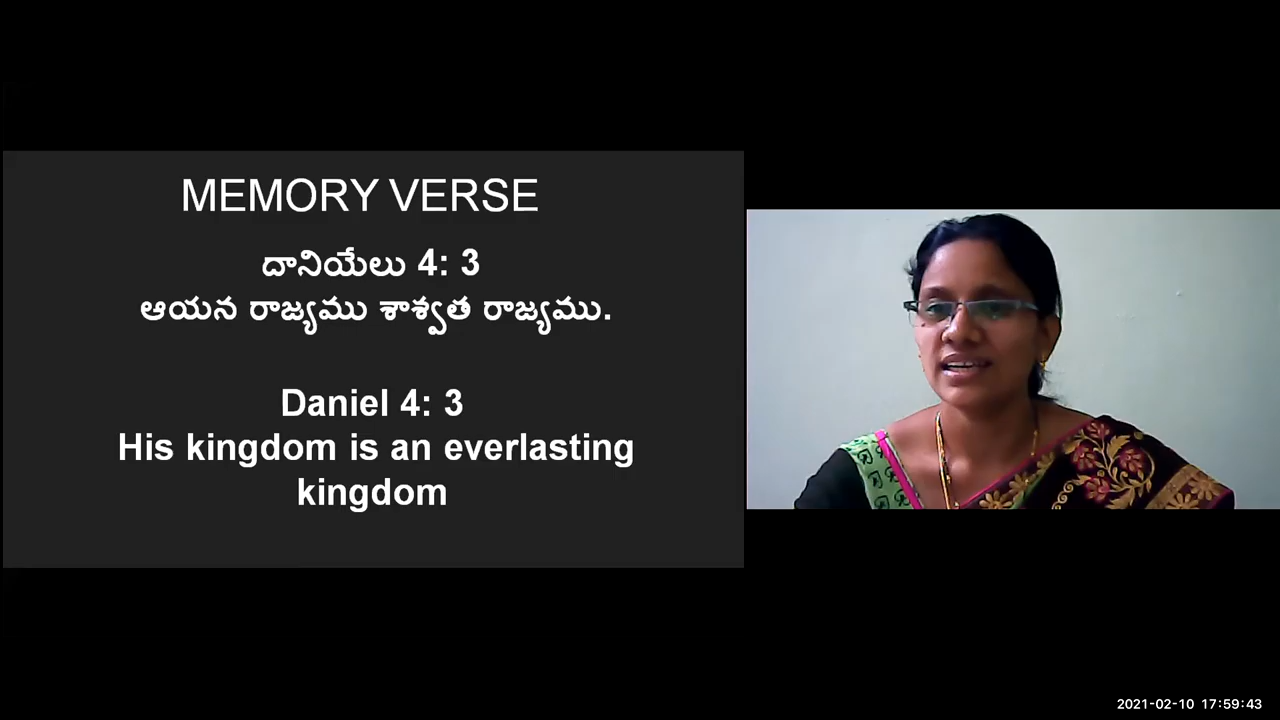 MEMORY VERSE
దానియేలు 4: 3
ఆయన రాజ్యము శాశ్వత రాజ్యము.
Daniel 4: 3
His kingdom is an everlasting
kingdom
2021-02-10 17:59:43